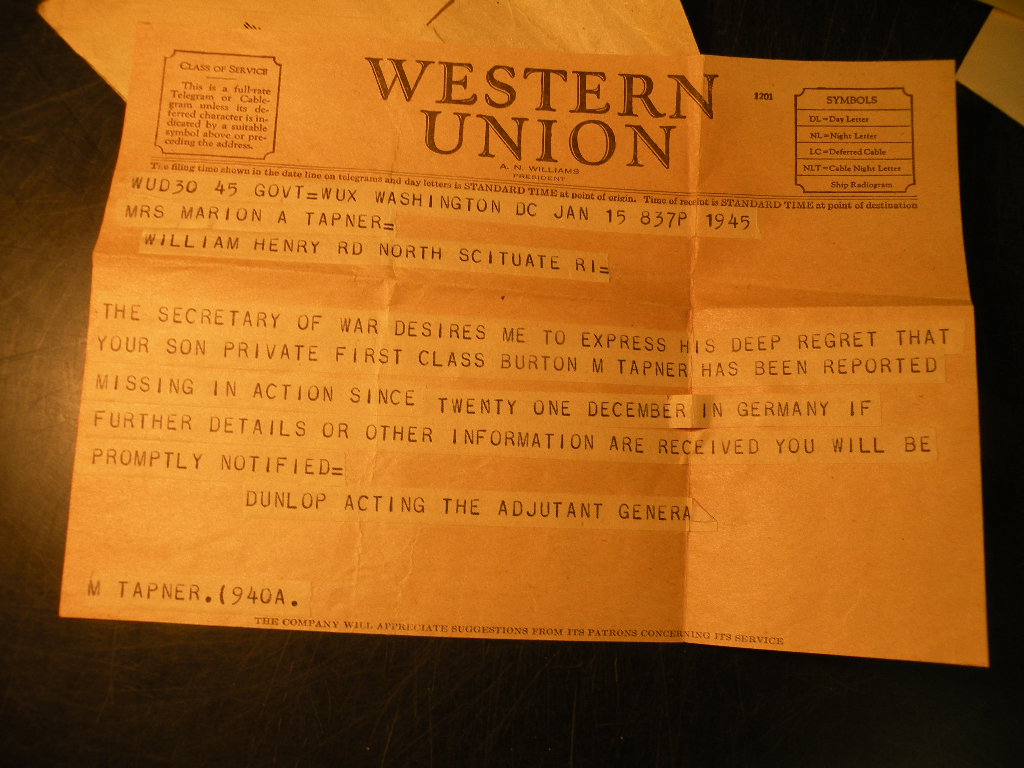 CLASS OF SERVICE
This is a full-rate
Telegram or Cable-
gram unless its de-
ferred character is in-
dicated by a suitable
symbol above or pre-
ceding the address.
WESTERN
UNION
A. N. WILLIAMS
PRESIDENT
1201
SYMBOLS
DL=Day Letter
NL=Night Letter
LC=Deferred Cable
NLT=Cable Night Letter
Ship Radiogram
The filing time shown in the date line on telegrams and day letters is STANDARD TIME at point of origin. Time of receipt is STANDARD TIME at point of destination
WUD30 45 GOVT=WUX WASHINGTON DC JAN 15 837P 1945
MRS MARION A TAPNER=
WILLIAM HENRY RD NORTH SCITUATE RI=
THE SECRETARY OF WAR DESIRES ME TO EXPRESS HIS DEEP REGRET THAT
YOUR SON PRIVATE FIRST CLASS BURTON M TAPNER HAS BEEN REPORTED
MISSING IN ACTION SINCE TWENTY ONE DECEMBER IN GERMANY IF
FURTHER DETAILS OR OTHER INFORMATION ARE RECEIVED YOU WILL BE
PROMPTLY NOTIFIED=
DUNLOP ACTING THE ADJUTANT GENERA
M TAPNER.(940A.
THE COMPANY WILL APPRECIATE SUGGESTIONS FROM ITS PATRONS CONCERNING ITS SERVICE